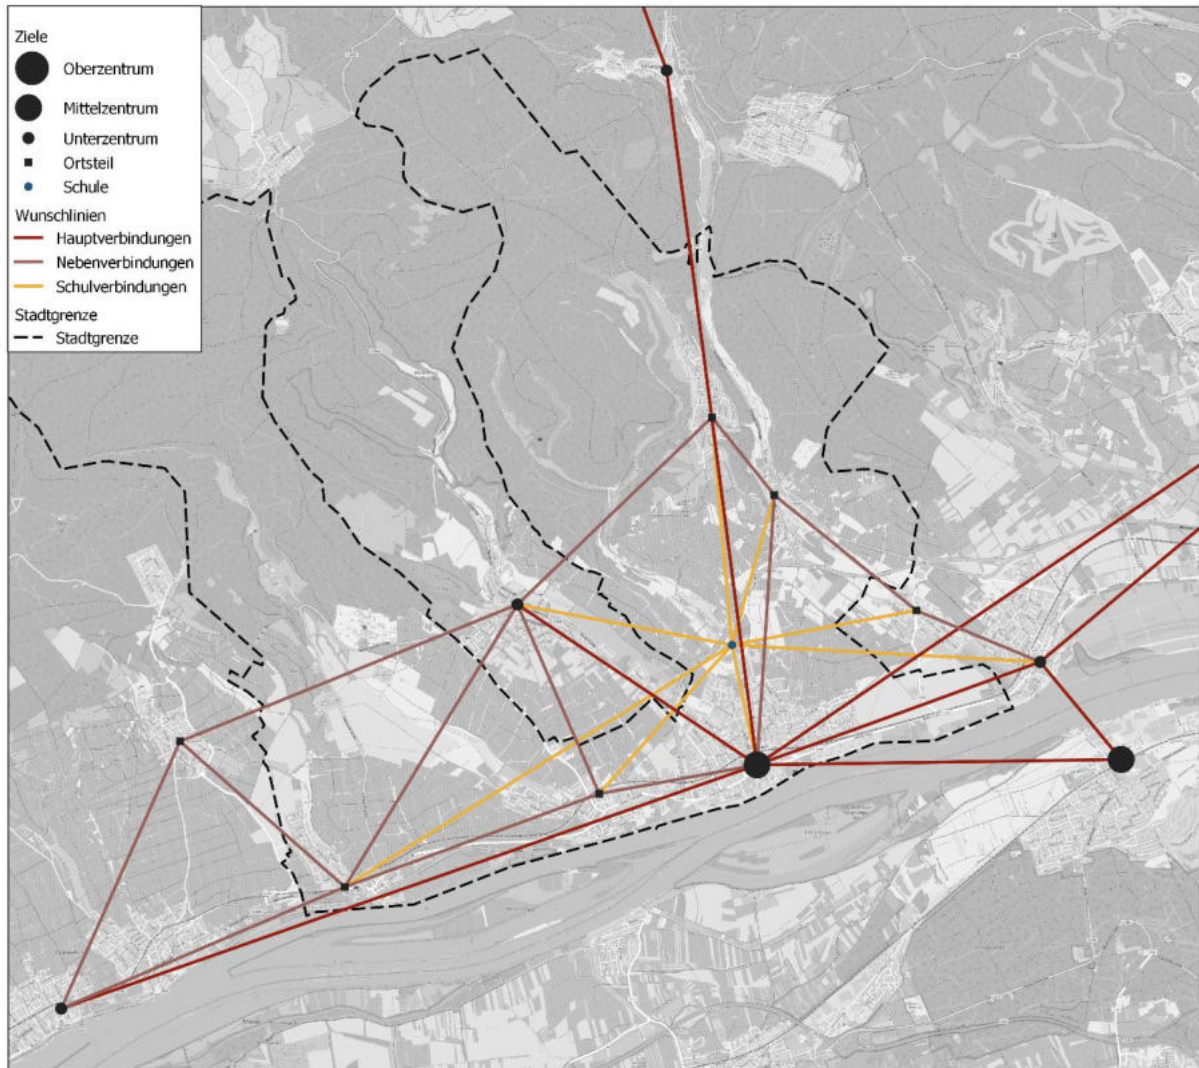 Ziele
Oberzentrum
Mittelzentrum
Unterzentrum
Ortsteil
Schule
Wunschlinien
Hauptverbindungen
Nebenverbindungen
Schulverbindungen
Stadtgrenze
Stadtgrenze